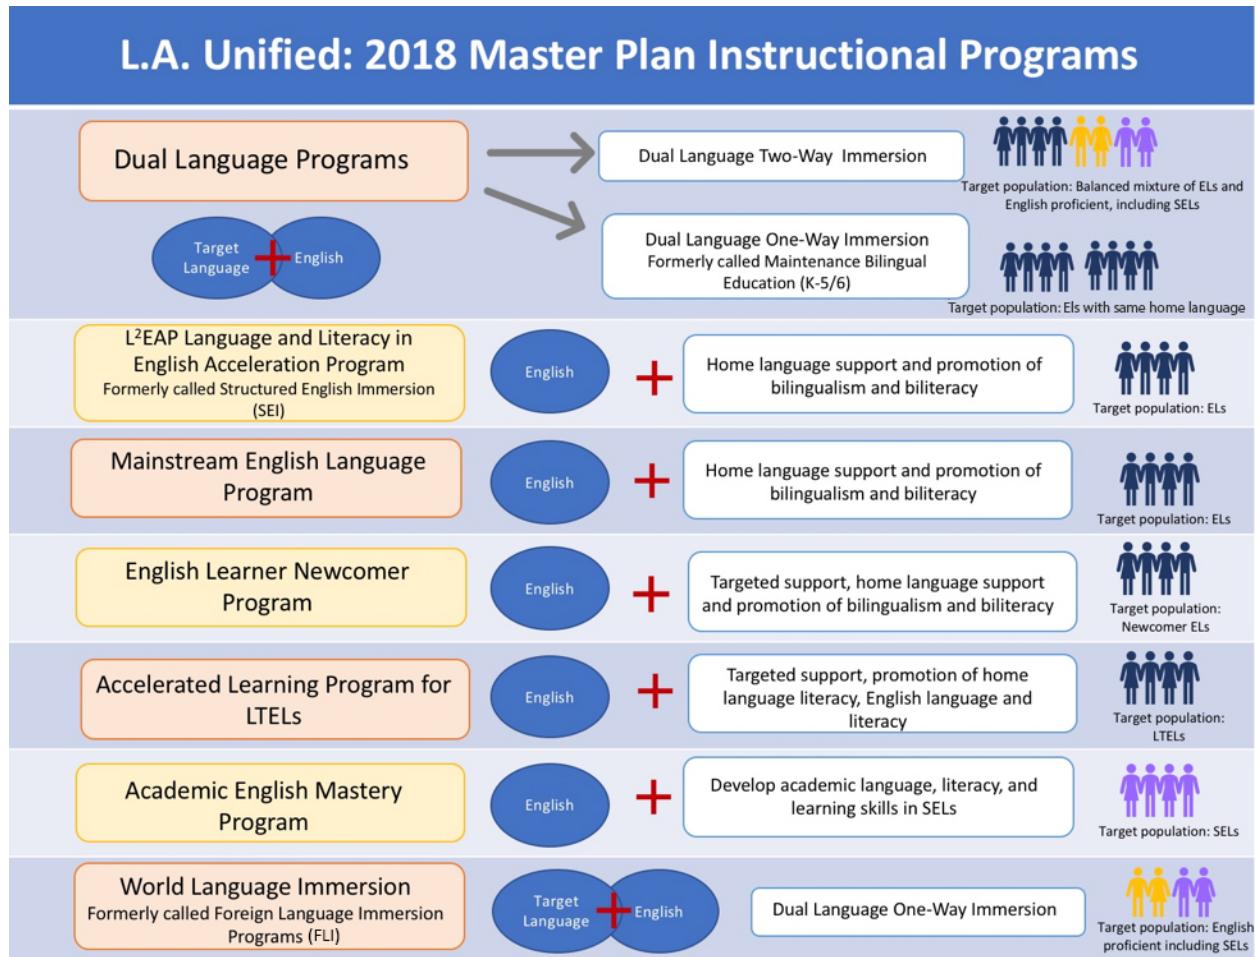 L.A. Unified: 2018 Master Plan Instructional Programs
Dual Language Programs
Target
Language
English
Dual Language Two-Way Immersion
Target population: Balanced mixture of ELs and
English proficient, including SELs
Dual Language One-Way Immersion
Formerly called Maintenance Bilingual
Education (K-5/6)
Target population: Els with same home language
L²EAP Language and Literacy in
English Acceleration Program
Formerly called Structured English Immersion
(SEI)
English
Home language support and promotion of
bilingualism and biliteracy
Target population: ELs
Mainstream English Language
Program
English
Home language support and promotion of
bilingualism and biliteracy
Target population: ELs
English Learner Newcomer
Program
English
Targeted support, home language support
and promotion of bilingualism and biliteracy
Target population:
Newcomer ELs
Accelerated Learning Program for
LTELs
English
Targeted support, promotion of home
language literacy, English language and
literacy
Target population:
LTELs
Academic English Mastery
Program
English
Develop academic language, literacy, and
learning skills in SELs
Target population: SELs
World Language Immersion
Formerly called Foreign Language Immersion
Programs (FLI)
Target
Language
English
Dual Language One-Way Immersion
Target population: English
proficient including SELs